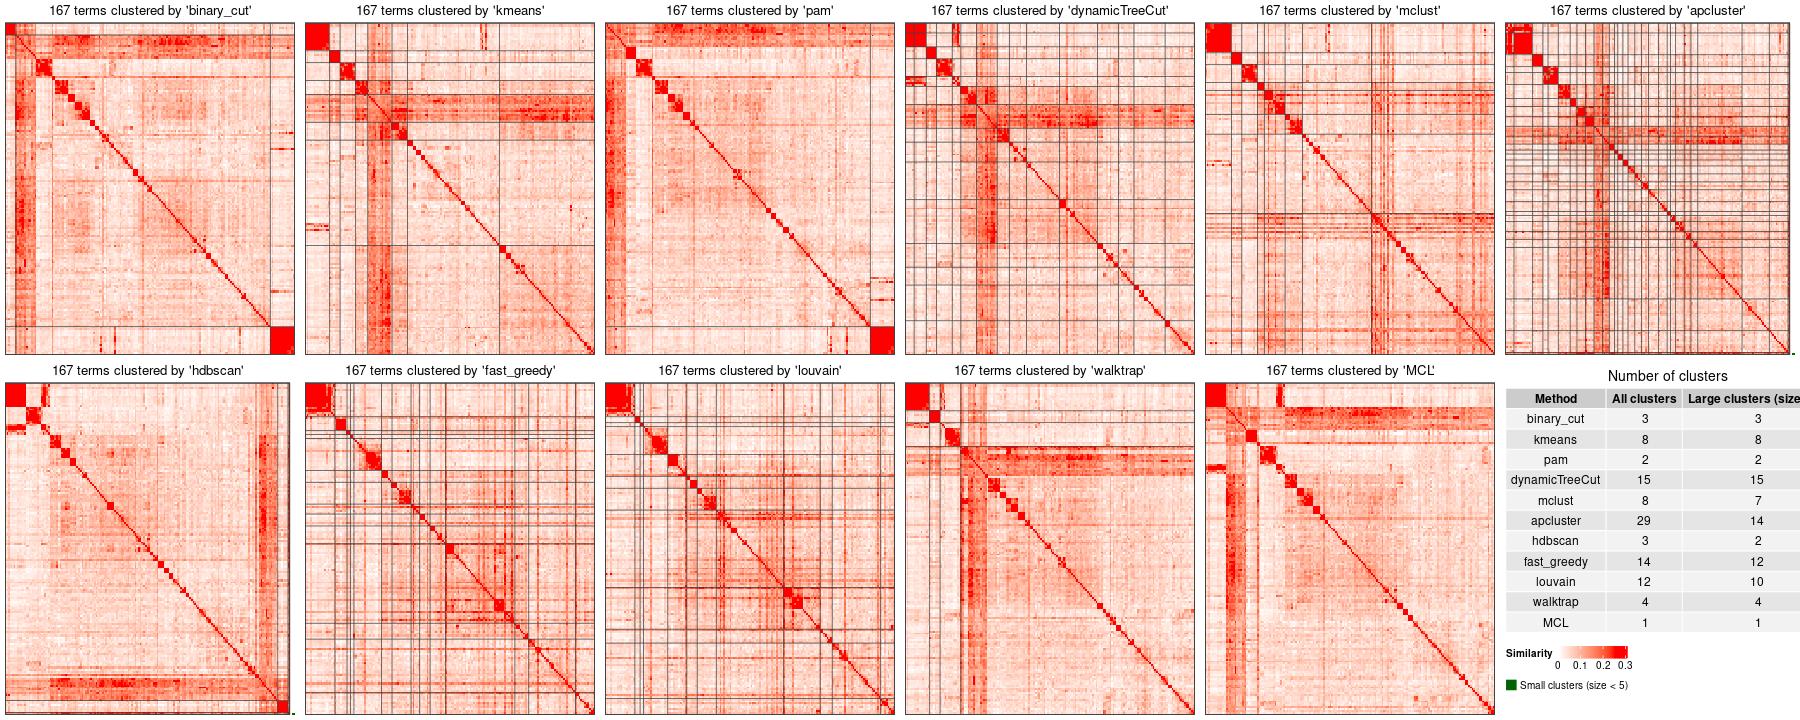 167 terms clustered by 'binary_cut'
167 terms clustered by 'kmeans'
167 terms clustered by 'pam'
167 terms clustered by 'dynamicTreeCut'
167 terms clustered by 'mclust'
167 terms clustered by 'apcluster'
167 terms clustered by 'hdbscan'
167 terms clustered by 'fast_greedy'
167 terms clustered by 'louvain'
167 terms clustered by 'walktrap'
167 terms clustered by 'MCL'
Number of clusters
Method All clusters Large clusters (size
binary_cut 3 3
kmeans 8 8
pam 2 2
dynamicTreeCut 15 15
mclust 8 7
apcluster 29 14
hdbscan 3 2
fast_greedy 14 12
louvain 12 10
walktrap 4 4
MCL 1 1
Similarity
0 0.1 0.2 0.3
Small clusters (size < 5)